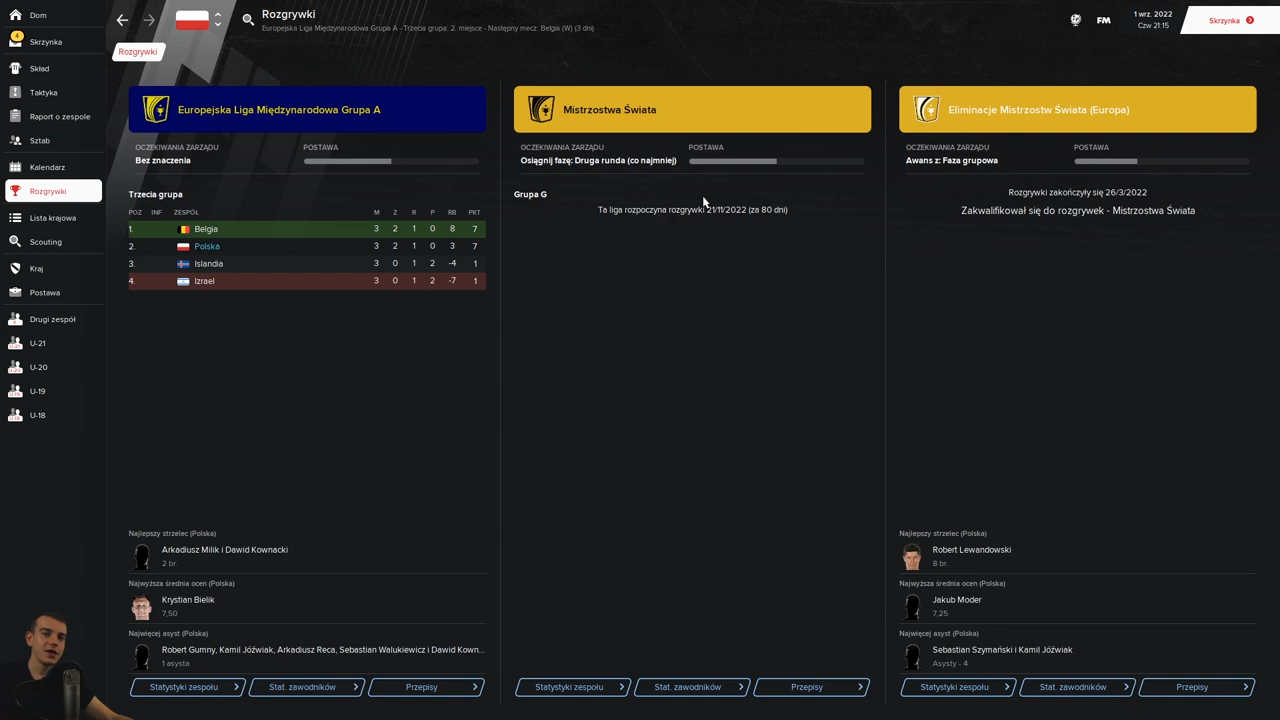 Dom
4
Skrzynka
Skład
Taktyka
Raport o zespole
Sztab
Kalendarz
Rozgrywki
Lista krajowa
Scouting
Kraj
Postawa
Drugi zespół
U-21
U-20
U-19
U-18
Rozgrywki
Europejska Liga Międzynarodowa Grupa A - Trzecia grupa: 2. miejsce - Następny mecz: Belgia (W) (3 dni)
FM
1 wrz. 2022
Czw 21:15
Skrzynka
Rozgrywki
Europejska Liga Międzynarodowa Grupa A
OCZEKIWANIA ZARZĄDU POSTAWA
Bez znaczenia
Trzecia grupa
POZ INF ZESPÓŁ M Z R P RB PKT
1. Belgia 3 2 1 0 8 7
2. Polska 3 2 1 0 3 7
3. Islandia 3 0 1 2 -4 1
4. Izrael 3 0 1 2 -7 1
Najlepszy strzelec (Polska)
Arkadiusz Milik i Dawid Kownacki
2 br.
Najwyższa średnia ocen (Polska)
Krystian Bielik
7,50
Najwięcej asyst (Polska)
Robert Gumny, Kamil Jóźwiak, Arkadiusz Reca, Sebastian Walukiewicz i Dawid Kown...
1 asysta
Statystyki zespołu Stat. zawodników Przepisy
Mistrzostwa Świata
OCZEKIWANIA ZARZĄDU POSTAWA
Osiągnij fazę: Druga runda (co najmniej)
Grupa G
Ta liga rozpoczyna rozgrywki 21/11/2022 (za 80 dni)
Statystyki zespołu Stat. zawodników Przepisy
Eliminacje Mistrzostw Świata (Europa)
OCZEKIWANIA ZARZĄDU POSTAWA
Awans z: Faza grupowa
Rozgrywki zakończyły się 26/3/2022
Zakwalifikował się do rozgrywek - Mistrzostwa Świata
Najlepszy strzelec (Polska)
Robert Lewandowski
8 br.
Najwyższa średnia ocen (Polska)
Jakub Moder
7,25
Najwięcej asyst (Polska)
Sebastian Szymański i Kamil Jóźwiak
Asysty - 4
Statystyki zespołu Stat. zawodników Przepisy